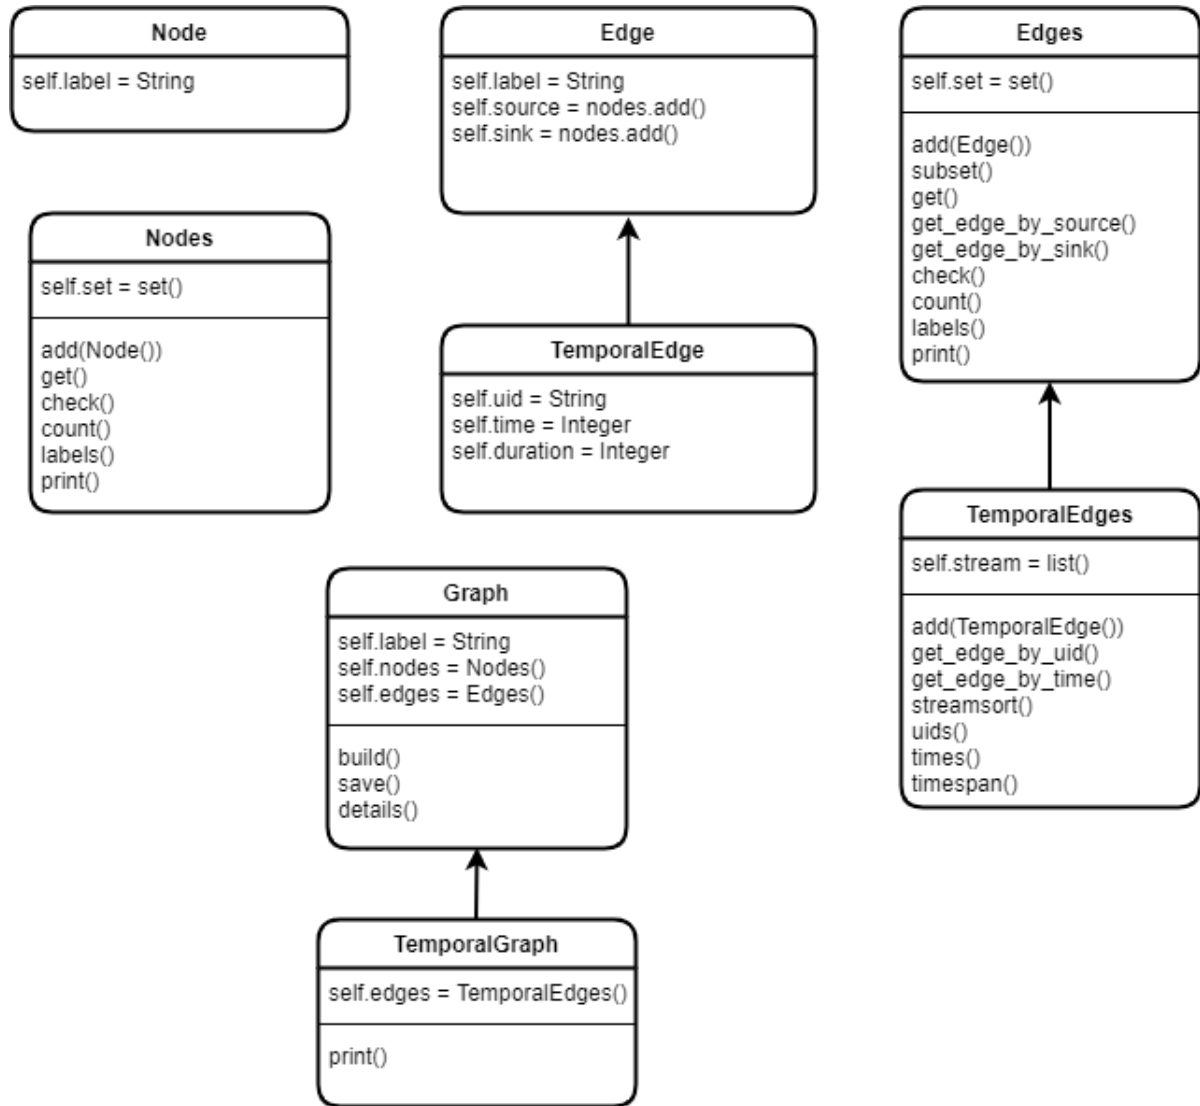 Node
self.label = String
Edge
self.label = String
self.source = nodes.add()
self.sink = nodes.add()
Edges
self.set = set()
add(Edge())
subset()
get()
get_edge_by_source()
get_edge_by_sink()
check()
count()
labels()
print()
Nodes
self.set = set()
add(Node())
get()
check()
count()
labels()
print()
TemporalEdge
self.uid = String
self.time = Integer
self.duration = Integer
TemporalEdges
self.stream = list()
add(TemporalEdge())
get_edge_by_uid()
get_edge_by_time()
streamsort()
uids()
times()
timespan()
Graph
self.label = String
self.nodes = Nodes()
self.edges = Edges()
build()
save()
details()
TemporalGraph
self.edges = TemporalEdges()
print()